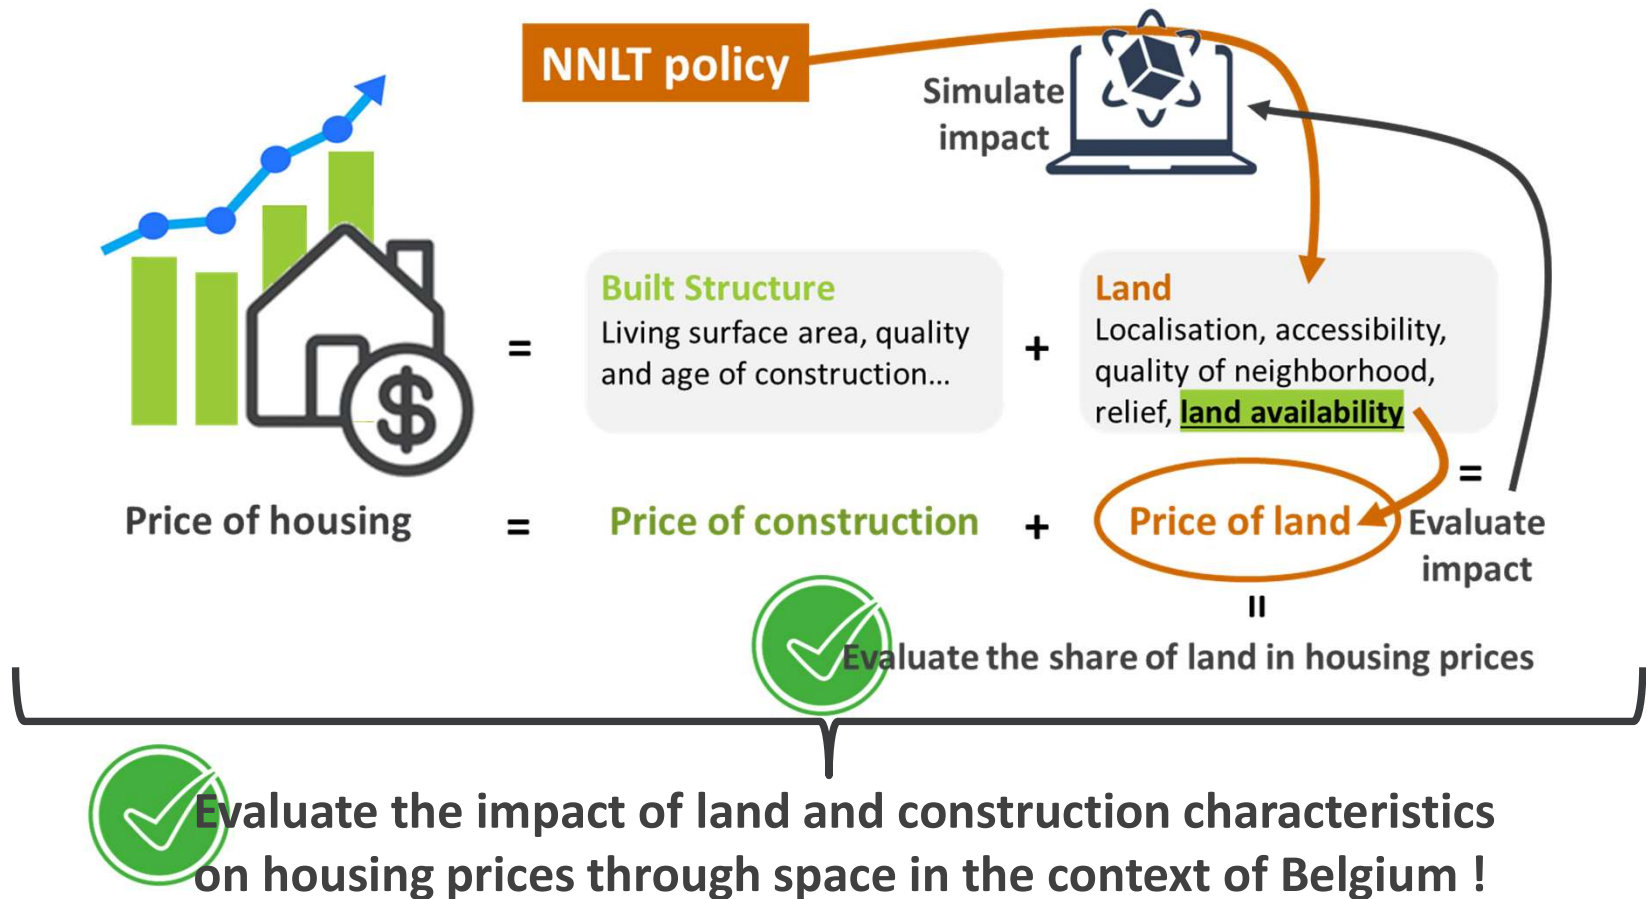 NNLT policy
Simulate
impact
Built Structure
Living surface area, quality
and age of construction...
Land
Localisation, accessibility,
quality of neighborhood,
relief, land availability
=
+
$
=
Price of housing
=
Price of construction
+
Price of land
Evaluate
impact
=
Evaluate the share of land in housing prices
Evaluate the impact of land and construction characteristics
on housing prices through space in the context of Belgium !